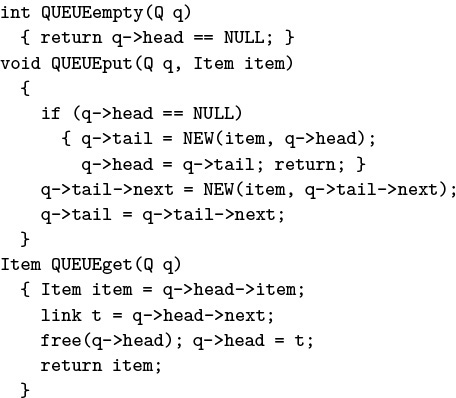 int QUEUEempty(Q q)
  { return q->head == NULL; }
void QUEUEput(Q q, Item item)
  {
    if (q->head == NULL)
      { q->tail = NEW(item, q->head);
        q->head = q->tail; return; }
    q->tail->next = NEW(item, q->tail->next);
    q->tail = q->tail->next;
  }
Item QUEUEget(Q q)
  { Item item = q->head->item;
    link t = q->head->next;
    free(q->head); q->head = t;
    return item;
  }